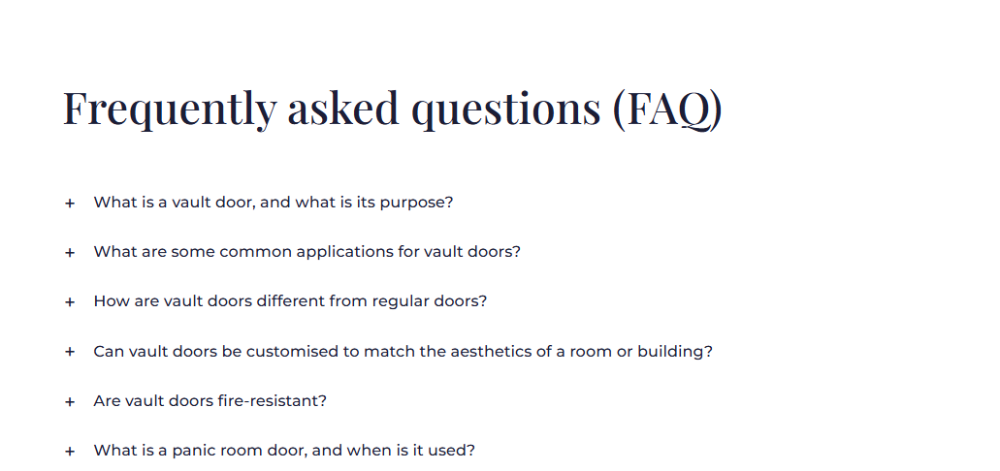 Frequently asked questions (FAQ)
+ What is a vault door, and what is its purpose?
+ What are some common applications for vault doors?
+ How are vault doors different from regular doors?
+ Can vault doors be customised to match the aesthetics of a room or building?
+ Are vault doors fire-resistant?
+ What is a panic room door, and when is it used?